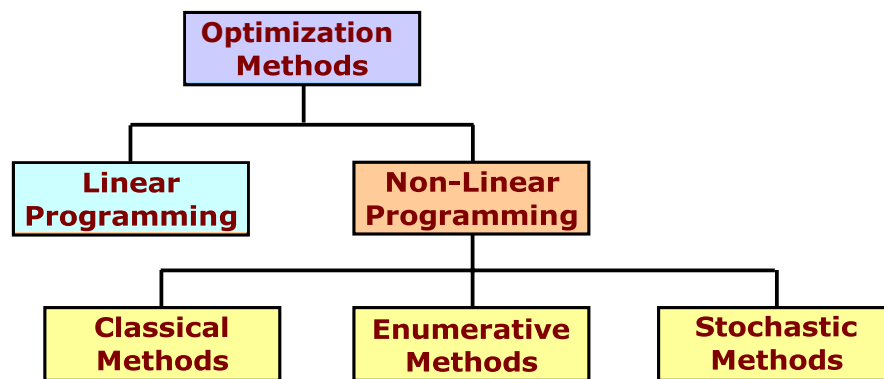 Optimization
Methods
Linear
Programming
Non-Linear
Programming
Classical
Methods
Enumerative
Methods
Stochastic
Methods